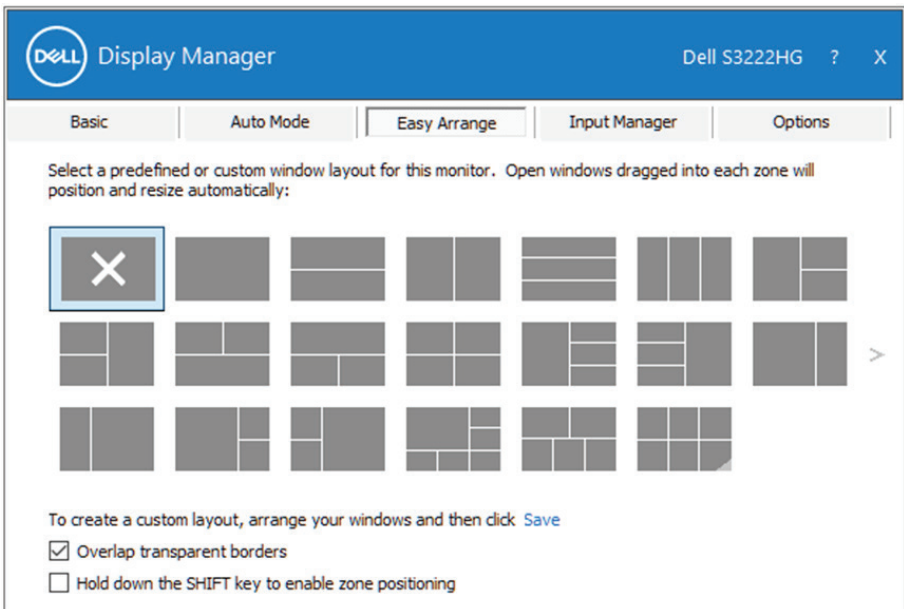 DELL Display Manager Dell S3222HG ? X
Basic Auto Mode Easy Arrange Input Manager Options
Select a predefined or custom window layout for this monitor. Open windows dragged into each zone will
position and resize automatically:
>
To create a custom layout, arrange your windows and then click Save
Overlap transparent borders
Hold down the SHIFT key to enable zone positioning